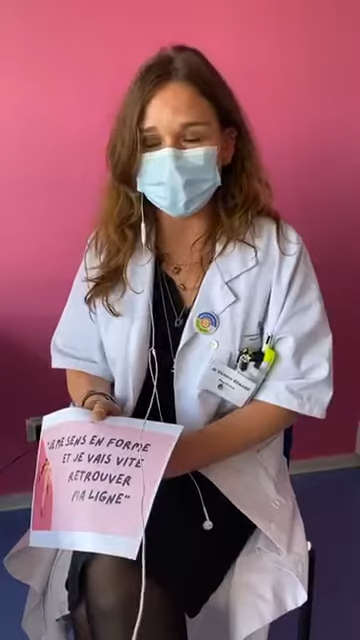 "JE ME SENS EN FORME
ET JE VAIS VITE
RETROUVER
MA LIGNE"